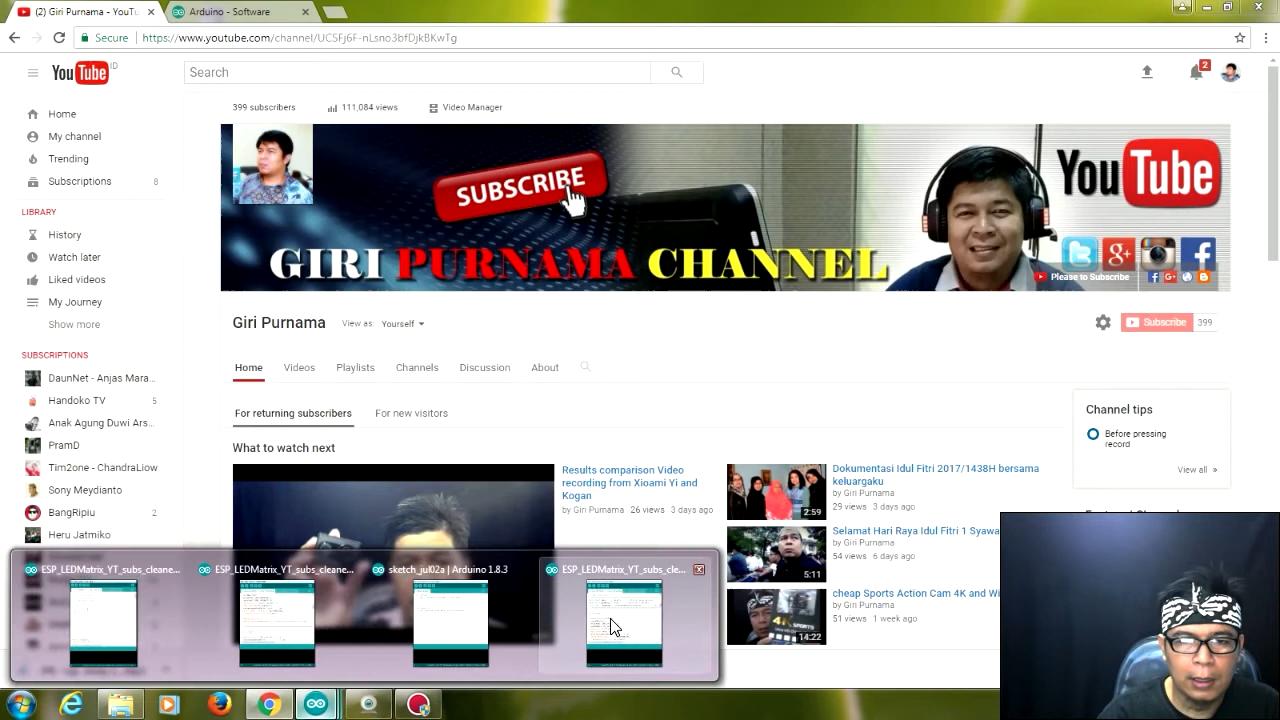 (2) Giri Purnama - YouTu
Arduino - Software
Secure
https://www.youtube.com/channel/UCSFj6F-nLsno3bfDjkBKwTg
YouTube ID
Search
2
399 subscribers
111,084 views
Video Manager
Home
My channel
Trending
Subscriptions 8
LIBRARY
History
Watch later
Liked videos
My Journey
Show more
SUBSCRIPTIONS
DaunNet - Anjas Mara...
Handoko TV 5
Anak Agung Duwi Ars...
PramD
Tim2one - ChandraLiow
Sony Meydianto
BangRipiu 2
Heru Jatmiko
SUBSCRIBE
GIRI PURNAMA CHANNEL
YouTube
Please to Subscribe
Giri Purnama
View as: Yourself
Subscribe 399
Home
Videos
Playlists
Channels
Discussion
About
For returning subscribers
For new visitors
What to watch next
Results comparison Video
recording from Xioami Yi and
Kogan
by Giri Purnama 26 views 3 days ago
2:59
Dokumentasi Idul Fitri 2017/1438H bersama
keluargaku
by Giri Purnama
29 views 3 days ago
5:11
Selamat Hari Raya Idul Fitri 1 Syawa
by Giri Purnama
54 views 6 days ago
14:22
cheap Sports Action Cam 4K and Wi
by Giri Purnama
51 views 1 week ago
Channel tips
Before pressing
record
View all »
ESP_LEDMatrix_YT_subs_cleane...
ESP_LEDMatrix_YT_subs_cleane...
sketch_jul02a | Arduino 1.8.3
ESP_LEDMatrix_YT_subs_cle...